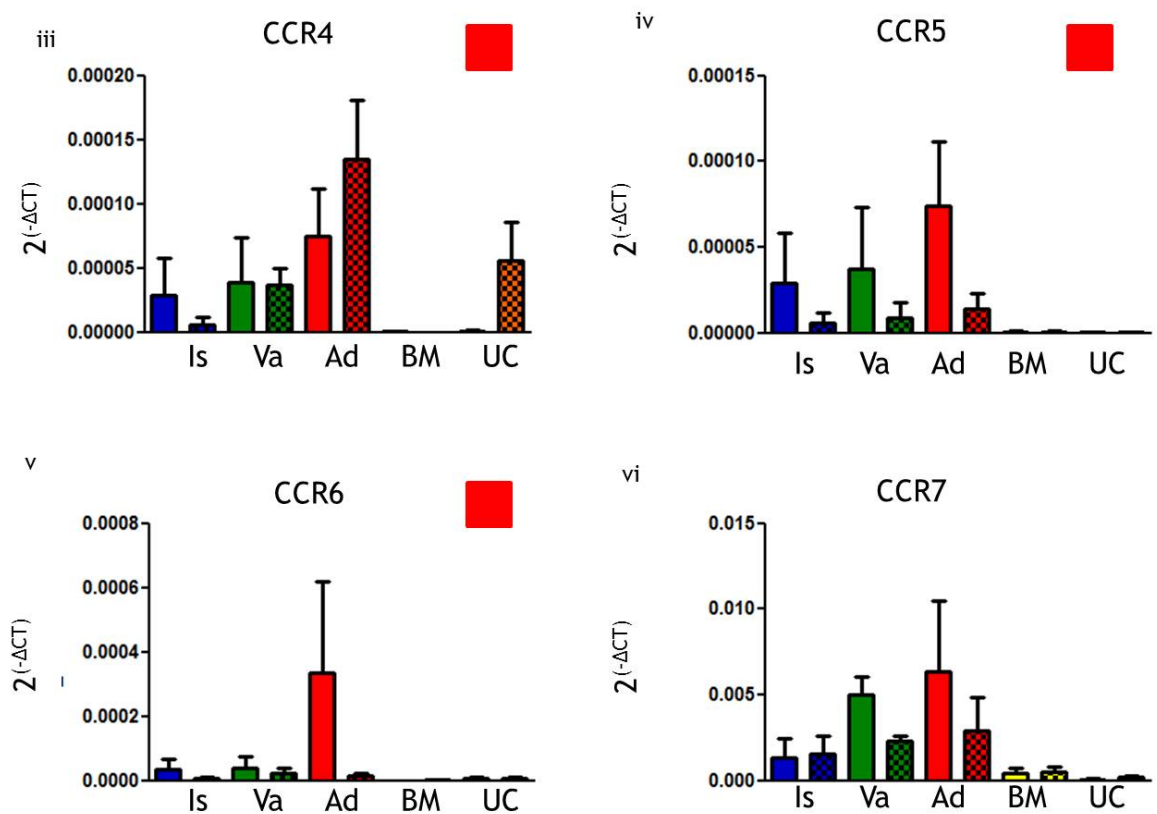 iii
CCR4
0.00020
0.00015
0.00010
0.00005
0.00000
2(-ΔCT)
Is Va Ad BM UC
iv
CCR5
0.00015
0.00010
0.00005
0.00000
2(-ΔCT)
Is Va Ad BM UC
v
CCR6
0.0008
0.0006
0.0004
0.0002
0.0000
2(-ΔCT)
Is Va Ad BM UC
vi
CCR7
0.015
0.010
0.005
0.000
2(-ΔCT)
Is Va Ad BM UC